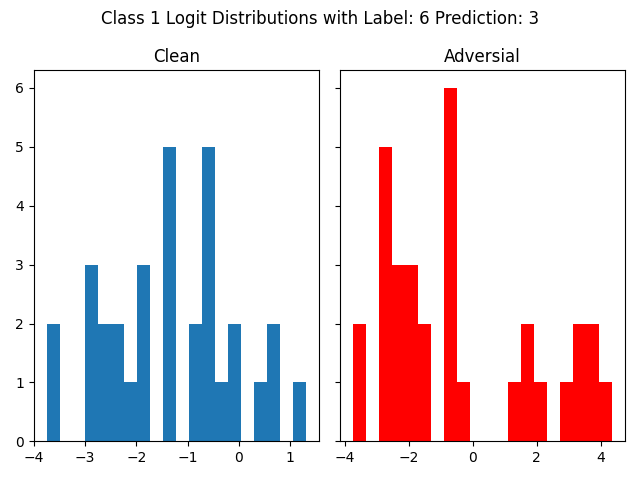 Class 1 Logit Distributions with Label: 6 Prediction: 3
Clean
Adversial
6
5
4
3
2
1
0
−4 −3 −2 −1 0 1
−4 −2 0 2 4